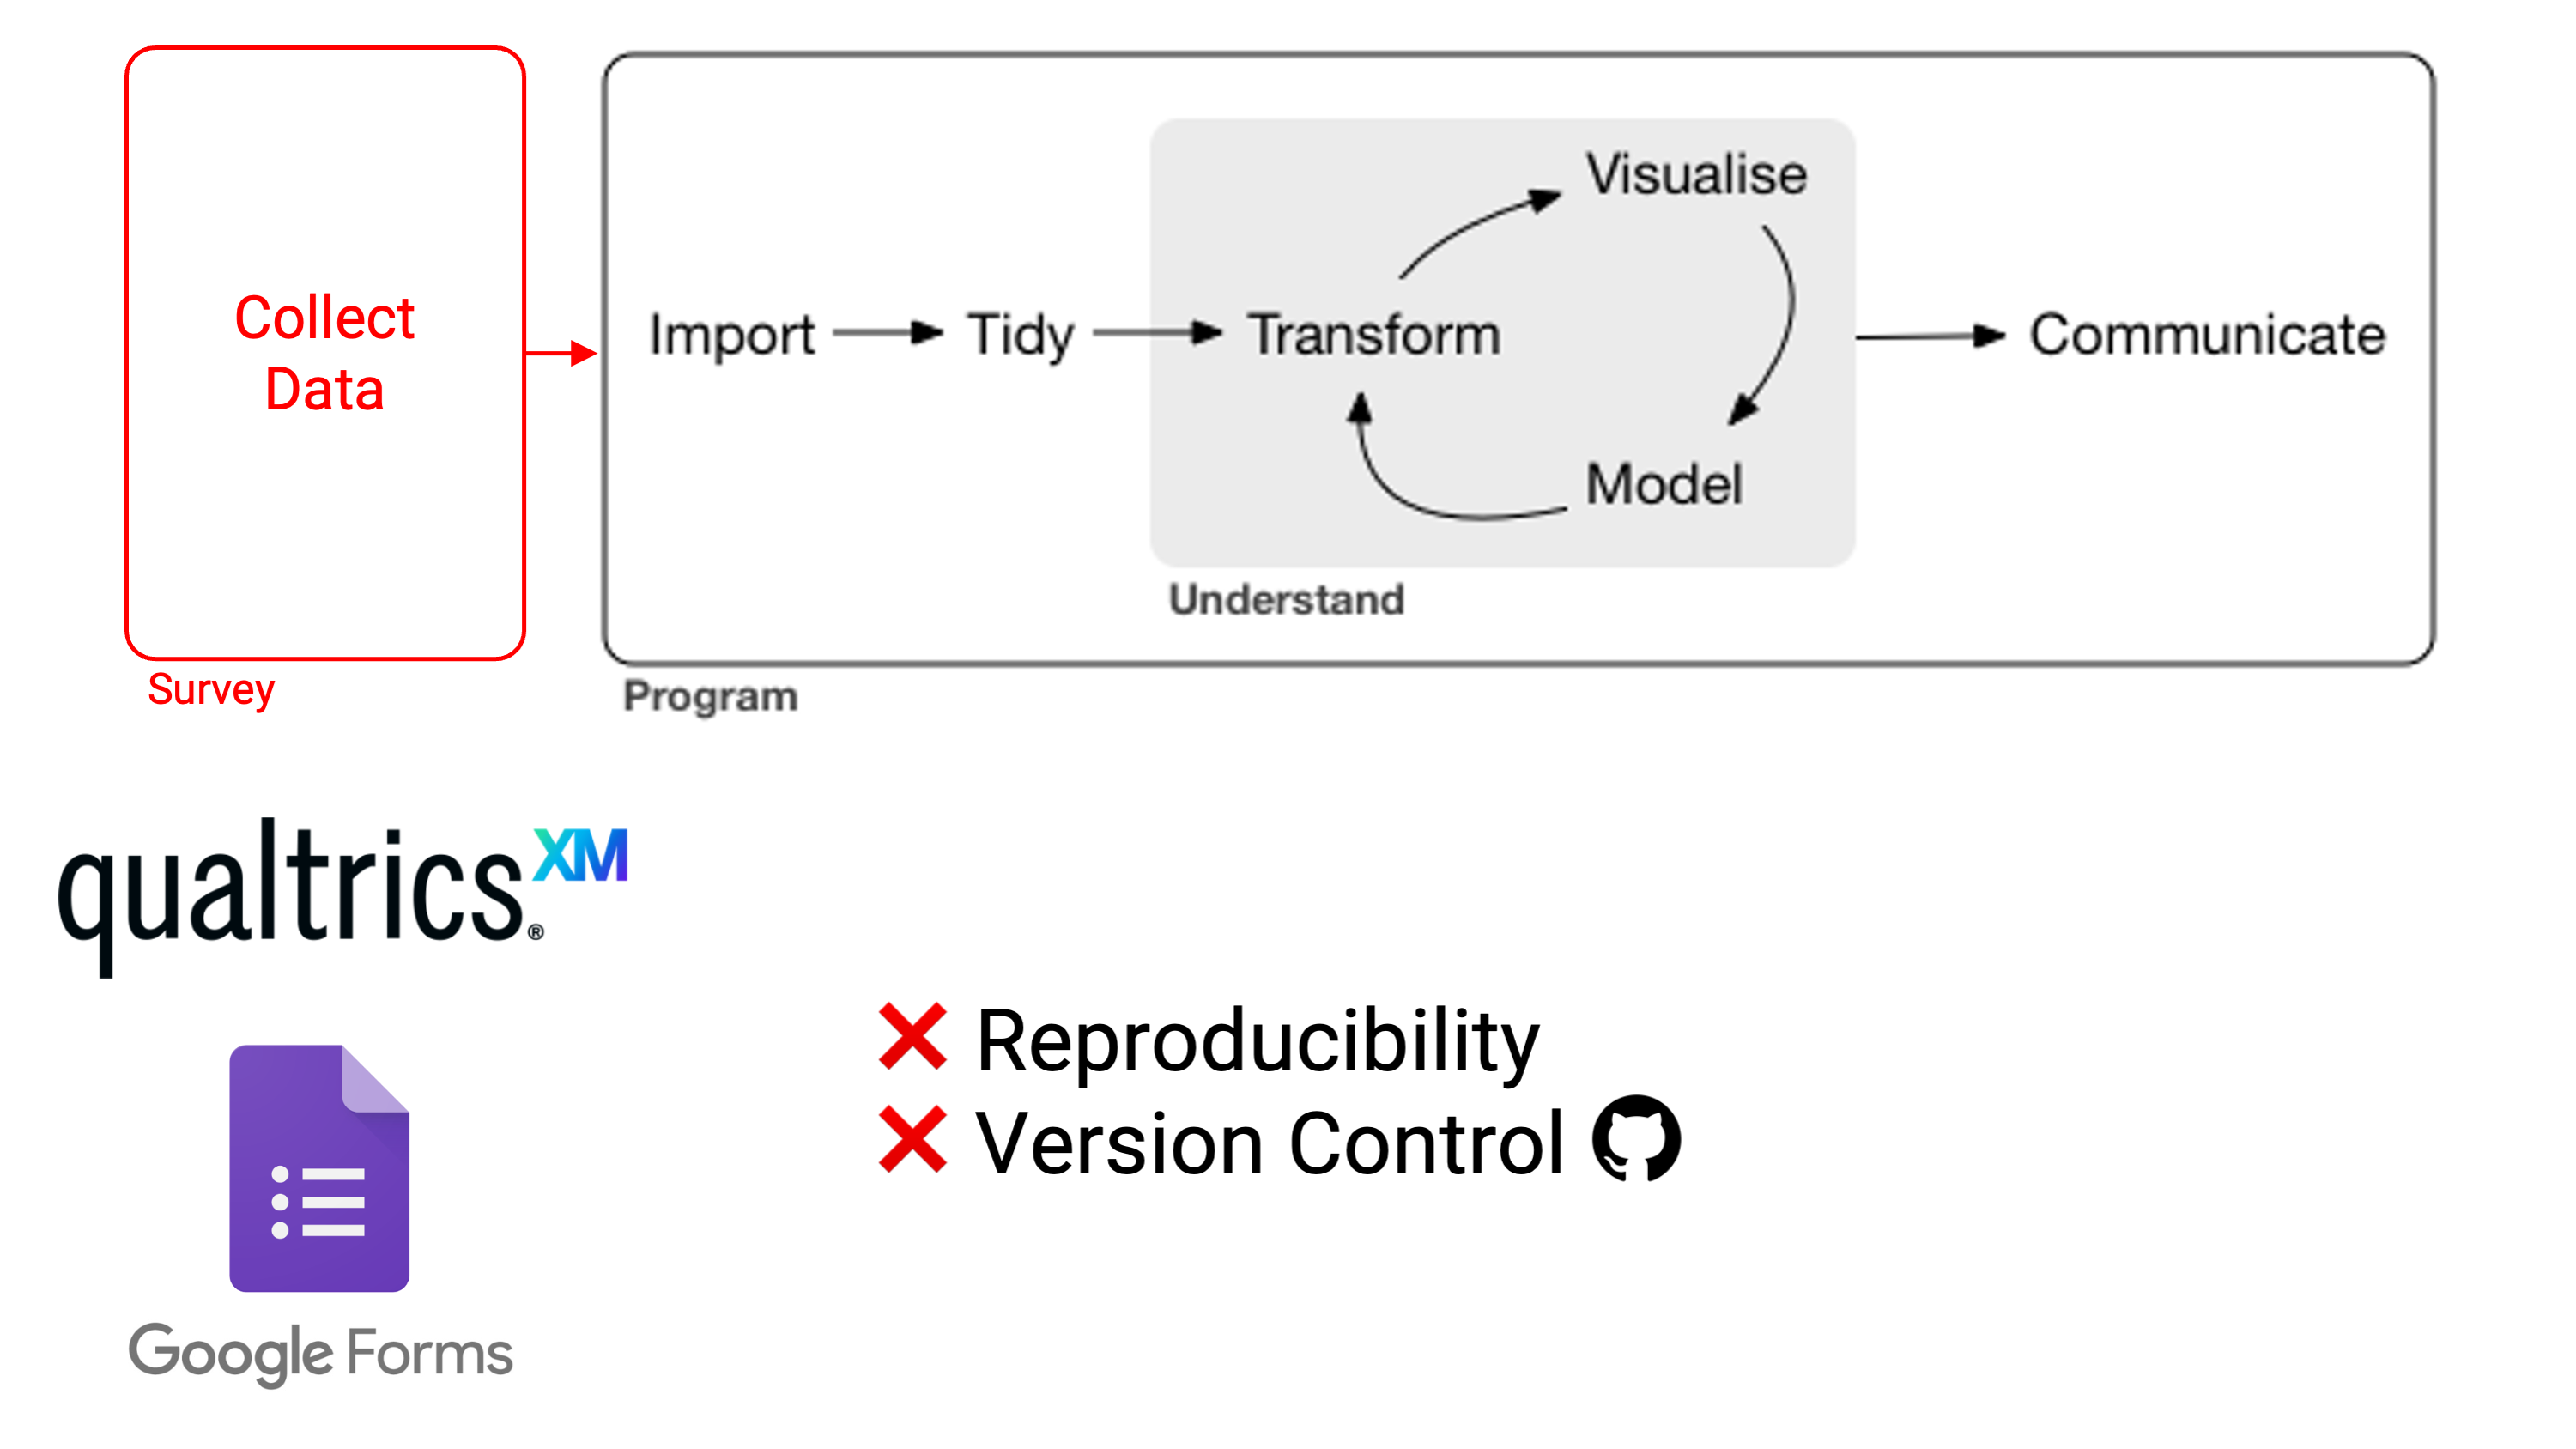 Collect
Data
Survey
Import
Tidy
Transform
Visualise
Model
Understand
Communicate
Program
qualtrics.XM
®
Google Forms
❌ Reproducibility
❌ Version Control